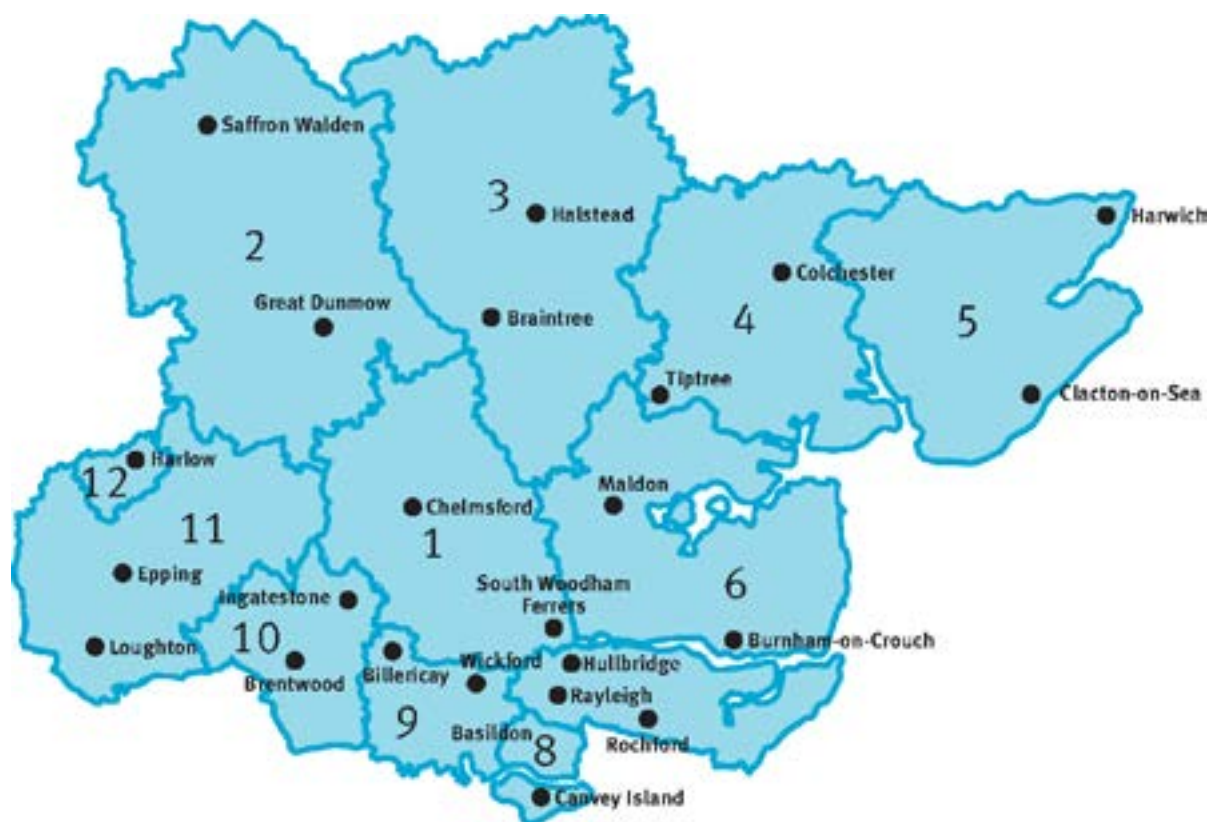 Saffron Walden
3
Halstead
Harwich
2
Colchester
Great Dunmow
Braintree
4
5
Tiptree
Clacton-on-Sea
Harlow
12
Maldon
Chelmsford
11
1
Epping
South Woodham
Ferrers
6
Ingatestone
10
Loughton
Burnham-on-Crouch
Brentwood
Billericay
Wickford
Hullbridge
Rayleigh
9
Basildon
Rochford
8
Canvey Island